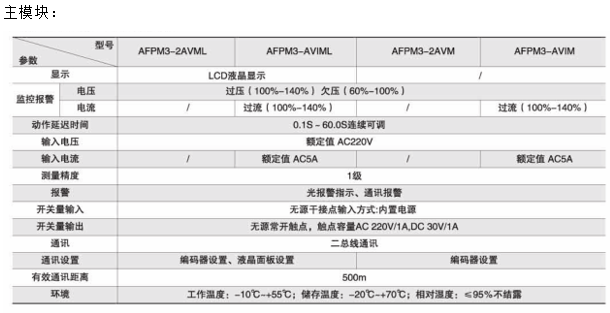 主模块：
型号 AFPM3-2AVML AFPM3-AVIML AFPM3-2AVM AFPM3-AVIM
参数
显示 LCD液晶显示 /
监控报警 电压 过压（100%-140%）欠压（60%-100%）
电流 / 过流（100%-140%） / 过流（100%-140%）
动作延迟时间 0.1S－60.0S连续可调
输入电压 额定值 AC220V
输入电流 / 额定值 AC5A / 额定值 AC5A
测量精度 1级
报警 光报警指示、通讯报警
开关量输入 无源干接点输入方式:内置电源
开关量输出 无源常开触点，触点容量AC 220V/1A,DC 30V/1A
通讯 二总线通讯
通讯设置 编码器设置、液晶面板设置 编码器设置
有效通讯距离 500m
环境 工作温度：-10℃-+55℃；储存温度：-20℃-+70℃；相对湿度：≤95%不结露